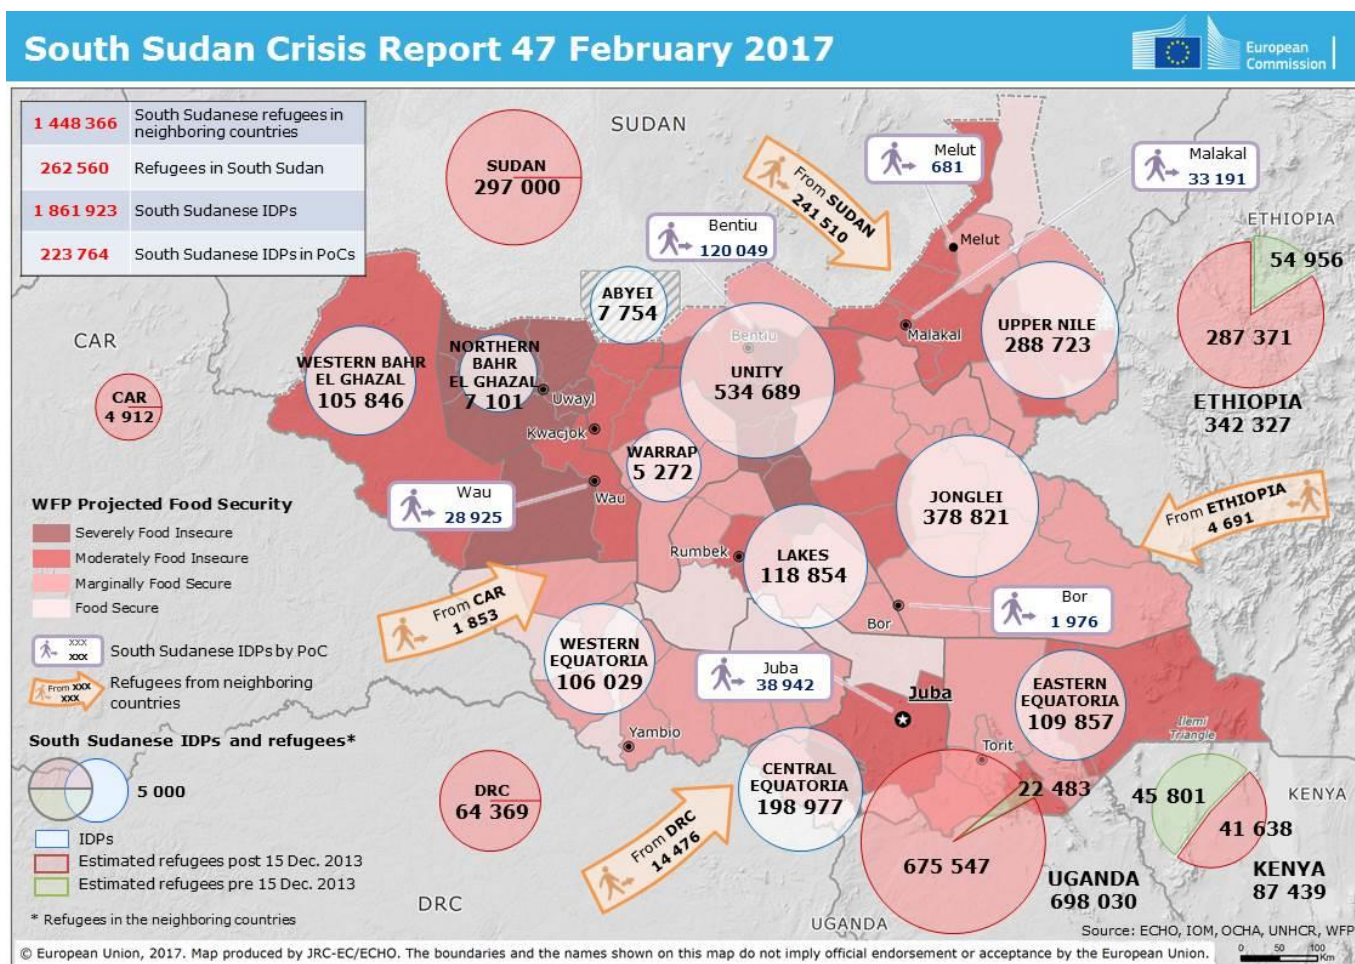 South Sudan Crisis Report 47 February 2017
European
Commission
1 448 366
South Sudanese refugees in
neighboring countries
262 560
Refugees in South Sudan
1 861 923
South Sudanese IDPs
223 764
South Sudanese IDPs in PoCs
SUDAN
SUDAN
297 000
From SUDAN
241 510
Melut
681
Malakal
33 191
Bentiu
120 049
Melut
ETHIOPIA
54 956
287 371
ETHIOPIA
342 327
ABYEI
7 754
Bentiu
Malakal
UPPER NILE
288 723
CAR
CAR
4 912
WESTERN BAHR
EL GHAZAL
105 846
NORTHERN
BAHR
EL GHAZAL
7 101
Uwayl
Kwacjok
UNITY
534 689
WARRAP
5 272
Wau
28 925
Wau
JONGLEI
378 821
From ETHIOPIA
4 691
Rumbek
LAKES
118 854
WFP Projected Food Security
Severely Food Insecure
Moderately Food Insecure
Marginally Food Secure
Food Secure
xxx
xxx
South Sudanese IDPs by PoC
From xxx
xxx
Refugees from neighboring
countries
From CAR
1 853
Bor
Bor
1 976
WESTERN
EQUATORIA
106 029
Juba
38 942
Juba
EASTERN
EQUATORIA
109 857
Ilemi
Triangle
Yambio
Torit
South Sudanese IDPs and refugees*
5 000
IDPs
Estimated refugees post 15 Dec. 2013
Estimated refugees pre 15 Dec. 2013
* Refugees in the neighboring countries
DRC
64 369
From DRC
14 476
DRC
CENTRAL
EQUATORIA
198 977
22 483
675 547
UGANDA
698 030
UGANDA
45 801
41 638
KENYA
KENYA
87 439
Source: ECHO, IOM, OCHA, UNHCR, WFP
© European Union, 2017. Map produced by JRC-EC/ECHO. The boundaries and the names shown on this map do not imply official endorsement or acceptance by the European Union.
0 50 100
Km